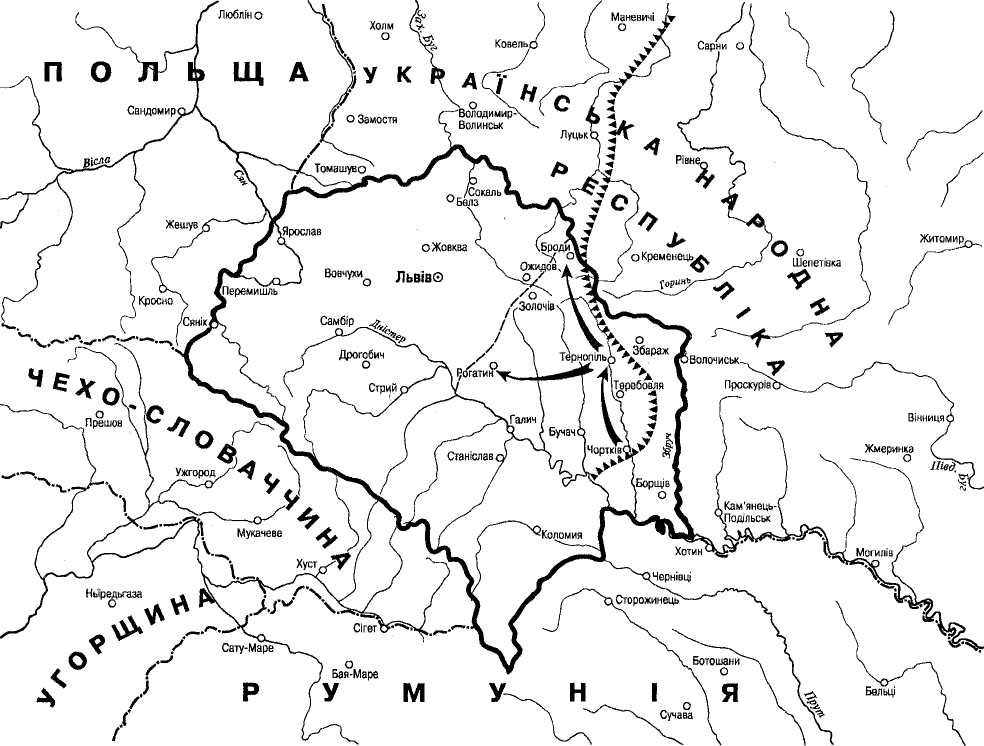 Люблін
Холм
Зах. Буг
Маневичі
Ковель
Сарни
ПОЛЬЩА
УКРАЇНСЬКА НАРОДНА
РЕСПУБЛІКА
Сандомир
Замостя
Володимир-
Волинськ
Луцьк
Рівне
Вісла
Сян
Томашув
Сокаль
Белз
Жешув
Ярослав
Жовква
Броди
Кременець
Шепетівка
Житомир
Вовчухи
Львів
Ожидов
Горинь
Перемишль
Кросно
Золочів
Сянік
Самбір
Дністер
Збараж
Волочиськ
Дрогобич
Тернопіль
Рогатин
Стрий
Теребовля
Проскурів
ЧЕХО-СЛОВАЧЧИНА
Пряшов
Галич
Бучач
Вінниця
Чортків
Збруч
Станіслав
Жмеринка
Півд. Буг
Ужгород
Борщів
Кам'янець-
Подільськ
Мукачеве
Коломия
Хотин
Могилів
Хуст
Чернівці
Ньіредьгаза
Сторожинець
УГОРЩИНА
Сігет
Сату-Маре
Бая-Маре
Ботошани
РУМУНІЯ
Бельці
Прут
Сучава